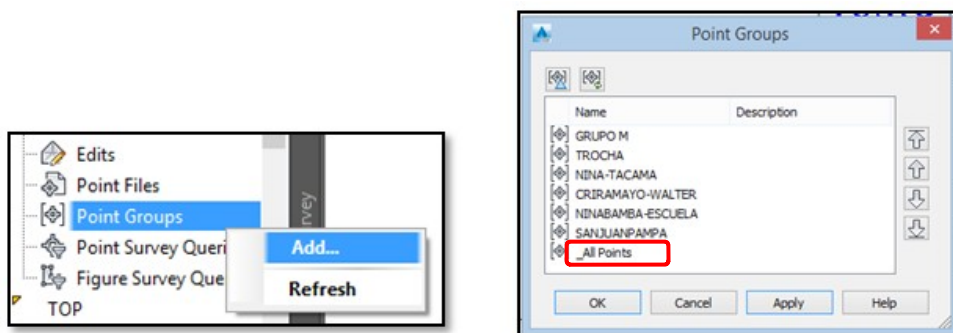 Edits
Point Files
Point Groups
Point Survey Queri
Figure Survey Que
TOP
rvey
Add...
Refresh
Point Groups
Name Description
GRUPO M
TROCHA
NINA-TACAMA
CRIRAMAYO-WALTER
NINABAMBA-ESCUELA
SANJUANPAMPA
_All Points
OK Cancel Apply Help